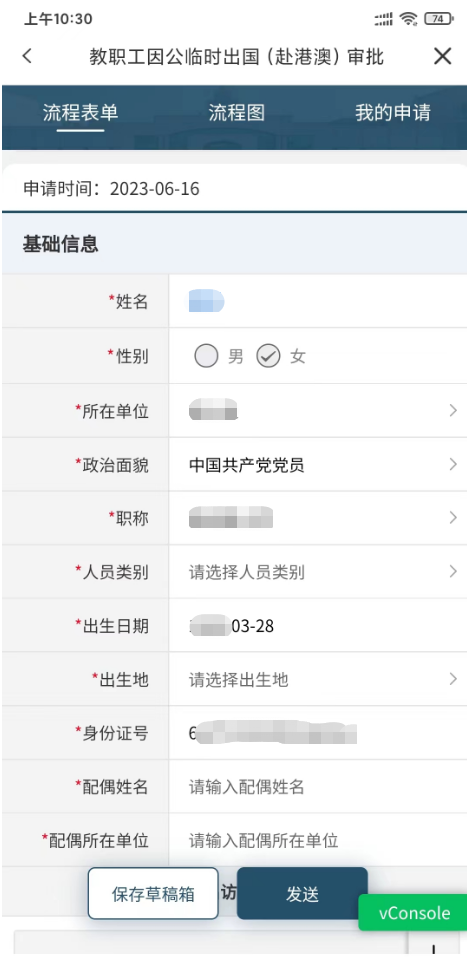 上午10:30
74
教职工因公临时出国（赴港澳）审批
流程表单 流程图 我的申请
申请时间：2023-06-16
基础信息
*姓名
*性别 男 女
*所在单位
*政治面貌 中国共产党党员
*职称
*人员类别 请选择人员类别
*出生日期 03-28
*出生地 请选择出生地
*身份证号 6
*配偶姓名 请输入配偶姓名
*配偶所在单位 请输入配偶所在单位
保存草稿箱 访 发送
vConsole